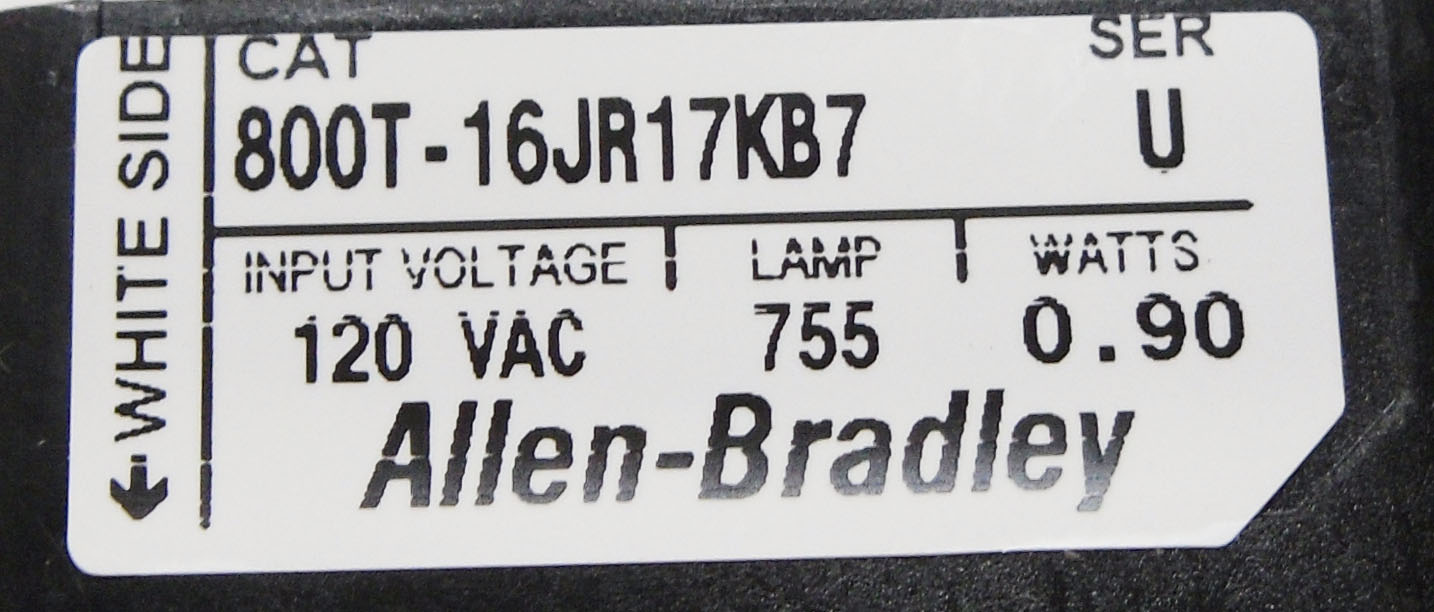 ←WHITE SIDE
CAT SER
800T-16JR17KB7 U
INPUT VOLTAGE LAMP WATTS
120 VAC 755 0.90
Allen-Bradley